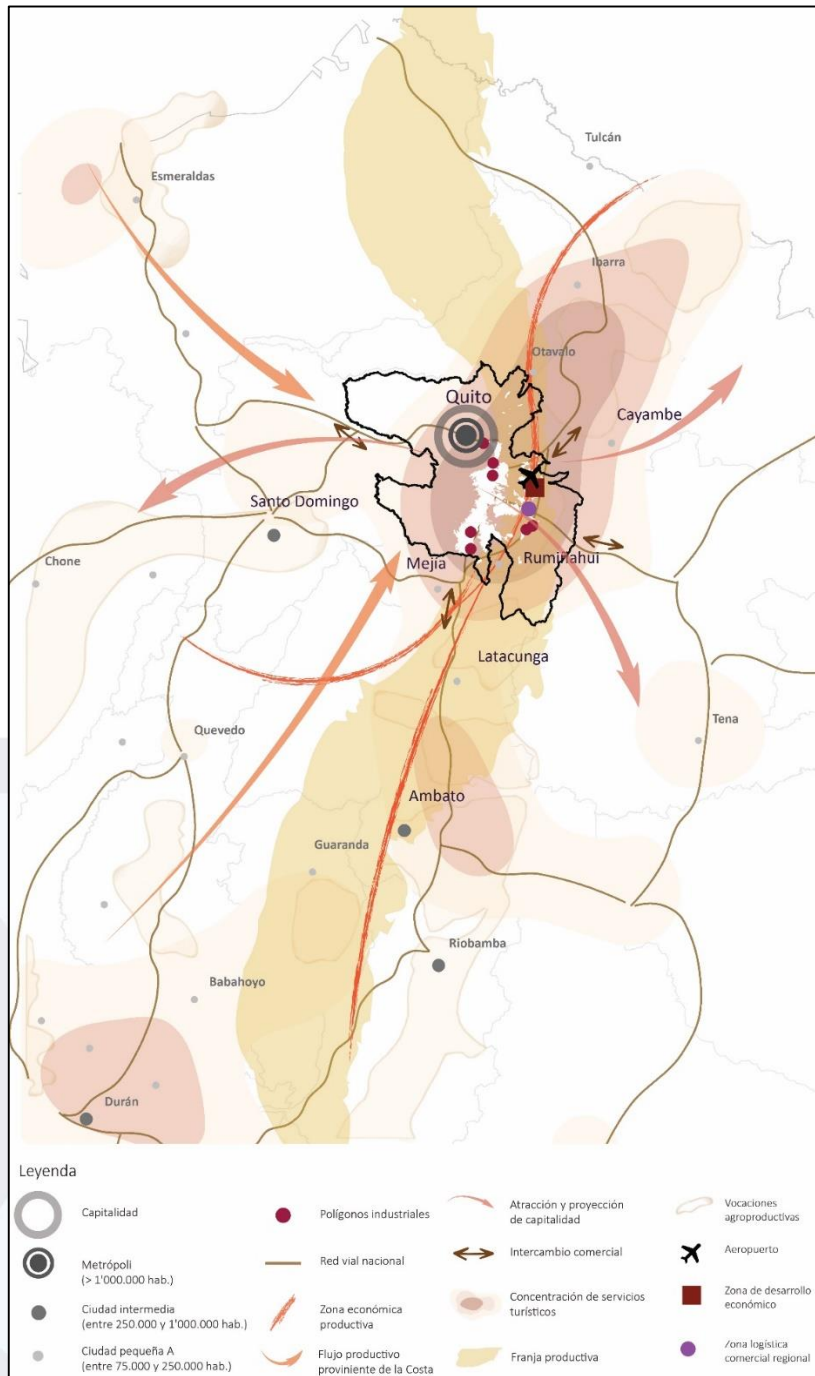 Tulcán
Esmeraldas
Ibarra
Otavalo
Quito
Cayambe
Santo Domingo
Chone
Mejía
Rumiñahui
Latacunga
Tena
Quevedo
Ambato
Guaranda
Riobamba
Babahoyo
Durán
Leyenda
Capitalidad
Metrópoli
(> 1'000.000 hab.)
Ciudad intermedia
(entre 250.000 y 1'000.000 hab.)
Ciudad pequeña A
(entre 75.000 y 250.000 hab.)
Polígonos industriales
Red vial nacional
Zona económica
productiva
Flujo productivo
proviniente de la Costa
Atracción y proyección
de capitalidad
Intercambio comercial
Concentración de servicios
turísticos
Franja productiva
Vocaciones
agroproductivas
Aeropuerto
Zona de desarrollo
económico
Zona logística
comercial regional